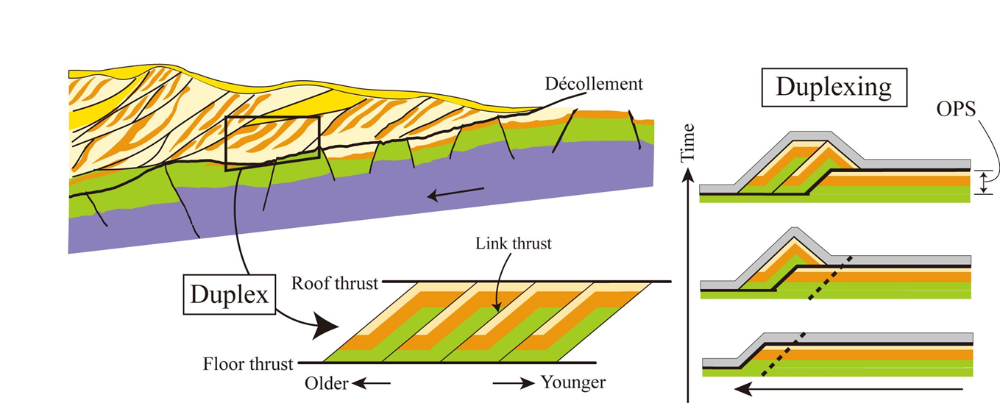 Décollement
Duplexing
OPS
Time
Link thrust
Roof thrust
Duplex
Floor thrust
Older
Younger